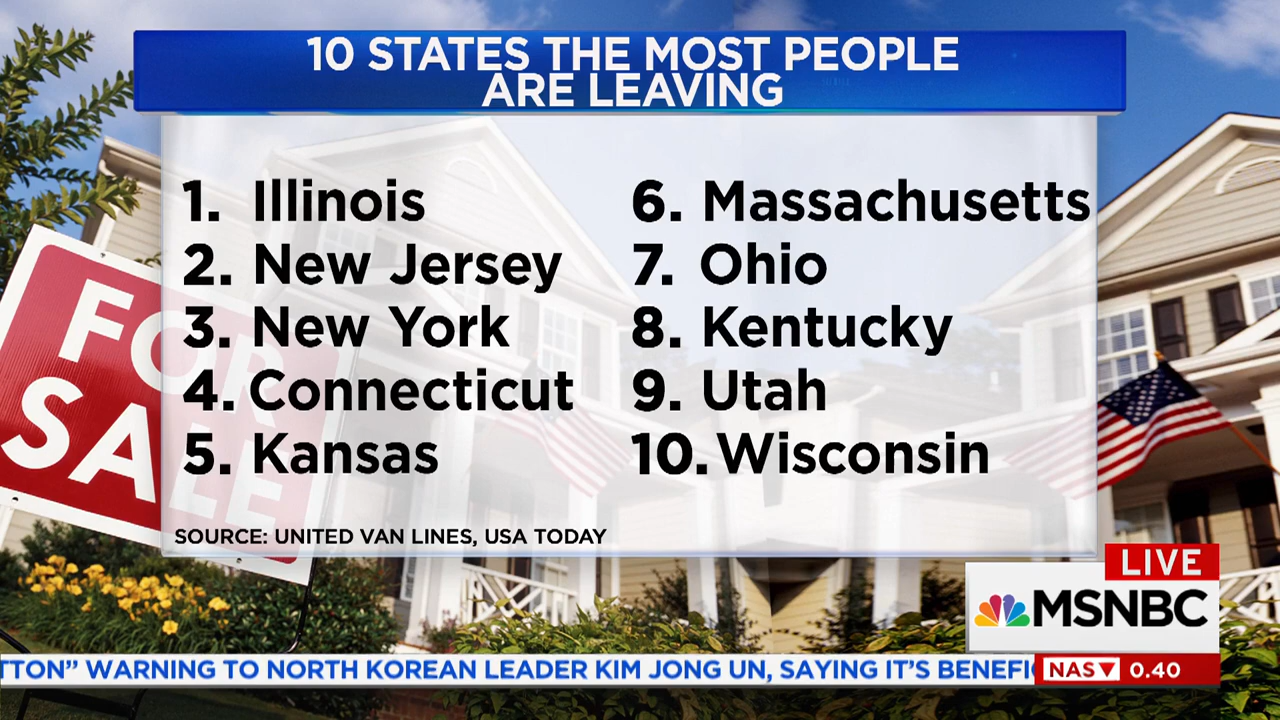 10 STATES THE MOST PEOPLE
ARE LEAVING
1. Illinois
2. New Jersey
3. New York
4. Connecticut
5. Kansas
6. Massachusetts
7. Ohio
8. Kentucky
9. Utah
10. Wisconsin
SOURCE: UNITED VAN LINES, USA TODAY
FOR
SALE
LIVE
MSNBC
TTON” WARNING TO NORTH KOREAN LEADER KIM JONG UN, SAYING IT’S BENEFIC
NAS▼ 0.40